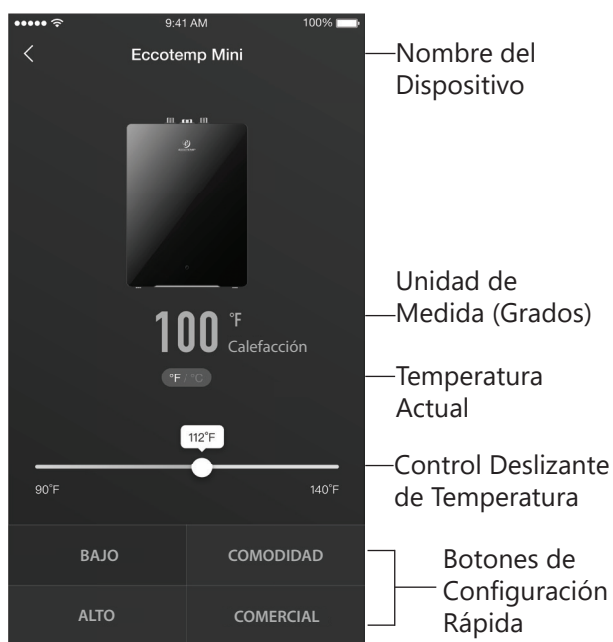 9:41 AM 100%
Eccotemp Mini
Nombre del
Dispositivo
100 °F
Calefacción
Unidad de
Medida (Grados)
°F / °C
Temperatura
Actual
112°F
90°F 140°F
Control Deslizante
de Temperatura
BAJO COMODIDAD
ALTO COMERCIAL
Botones de
Configuración
Rápida